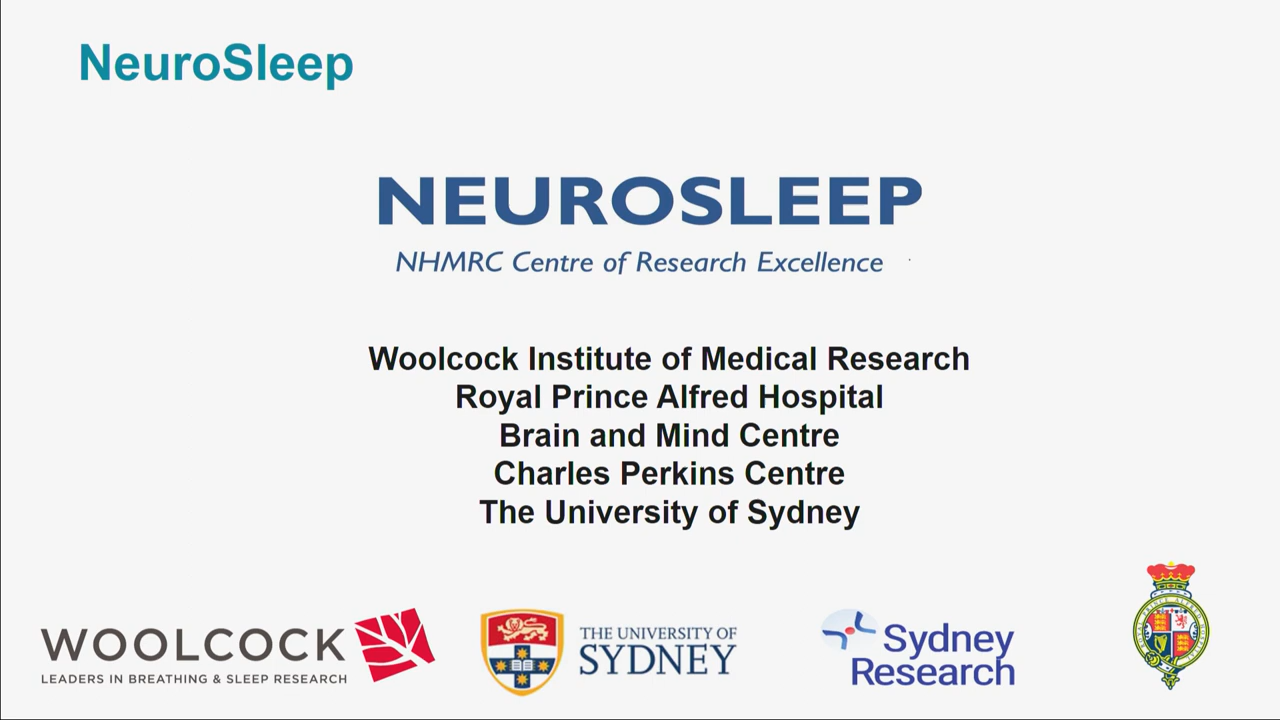 NeuroSleep
NEUROSLEEP
NHMRC Centre of Research Excellence
Woolcock Institute of Medical Research
Royal Prince Alfred Hospital
Brain and Mind Centre
Charles Perkins Centre
The University of Sydney
WOOLCOCK
LEADERS IN BREATHING & SLEEP RESEARCH
THE UNIVERSITY OF
SYDNEY
Sydney
Research